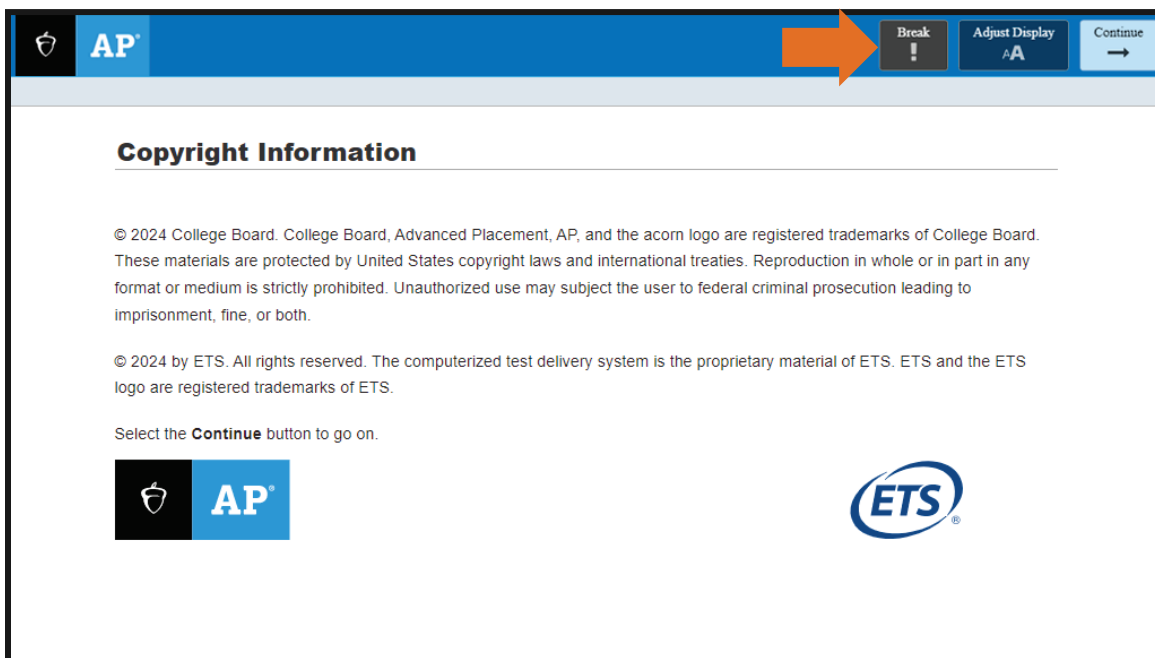 AP®
Break
!
Adjust Display
AA
Continue
→
Copyright Information
© 2024 College Board. College Board, Advanced Placement, AP, and the acorn logo are registered trademarks of College Board.
These materials are protected by United States copyright laws and international treaties. Reproduction in whole or in part in any
format or medium is strictly prohibited. Unauthorized use may subject the user to federal criminal prosecution leading to
imprisonment, fine, or both.
© 2024 by ETS. All rights reserved. The computerized test delivery system is the proprietary material of ETS. ETS and the ETS
logo are registered trademarks of ETS.
Select the Continue button to go on.
AP®
ETS®